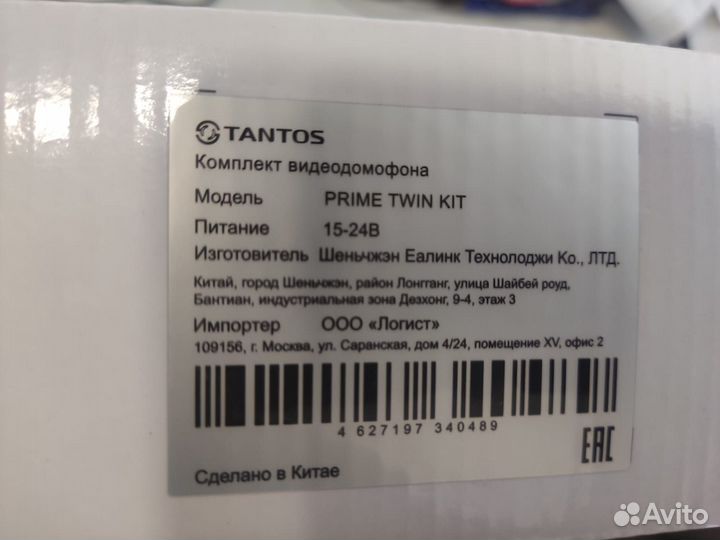 TANTOS
Комплект видеодомофона
Модель PRIME TWIN KIT
Питание 15-24В
Изготовитель Шеньчжэн Еалинк Технолоджи Ко., ЛТД.
Китай, город Шеньчжэн, район Лонгганг, улица Шайбей роуд,
Бантиан, индустриальная зона Дезхонг, 9-4, этаж 3
Импортер ООО «Логист»
109156, г. Москва, ул. Саранская, дом 4/24, помещение XV, офис 2
4 627197 340489
EAC
Сделано в Китае
Avito